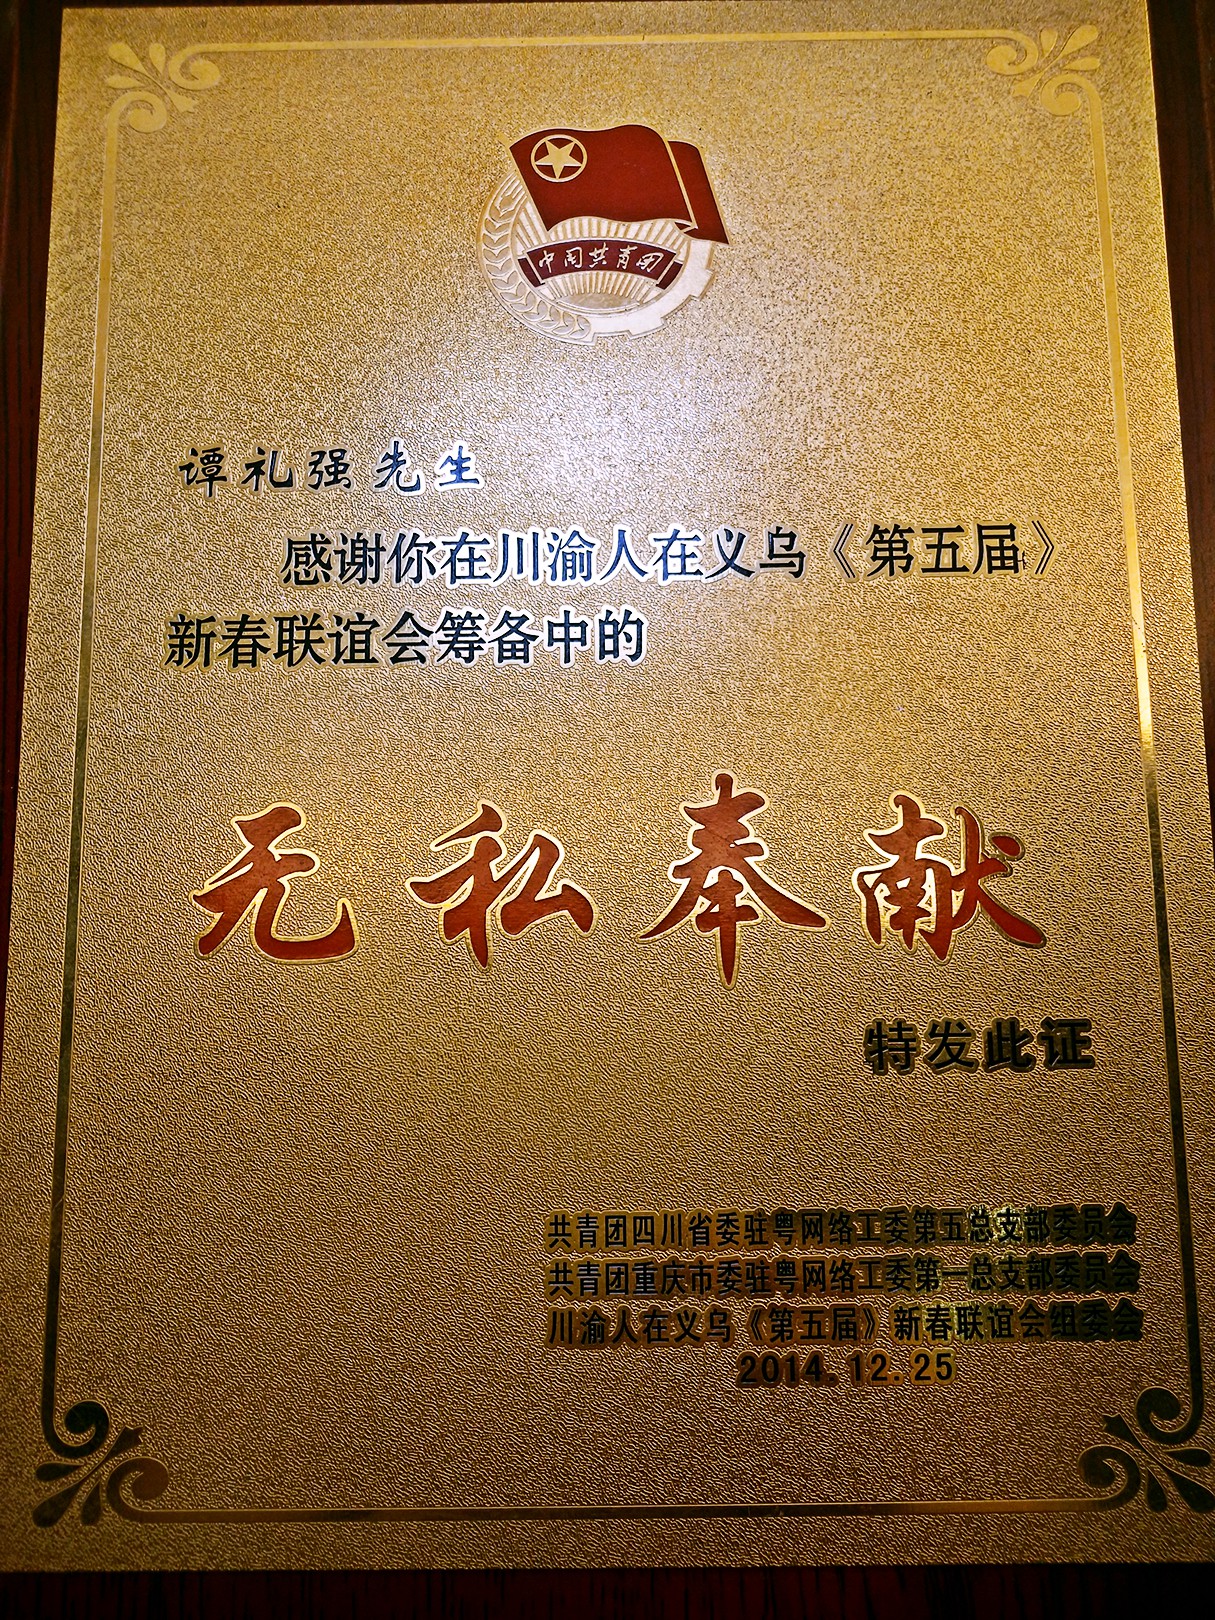 中国共青团
谭礼强先生
感谢你在川渝人在义乌《第五届》
新春联谊会筹备中的
无私奉献
特发此证
共青团四川省委驻粤网络工委第五总支部委员会
共青团重庆市委驻粤网络工委第一总支部委员会
川渝人在义乌《第五届》新春联谊会组委会
2014.12.25